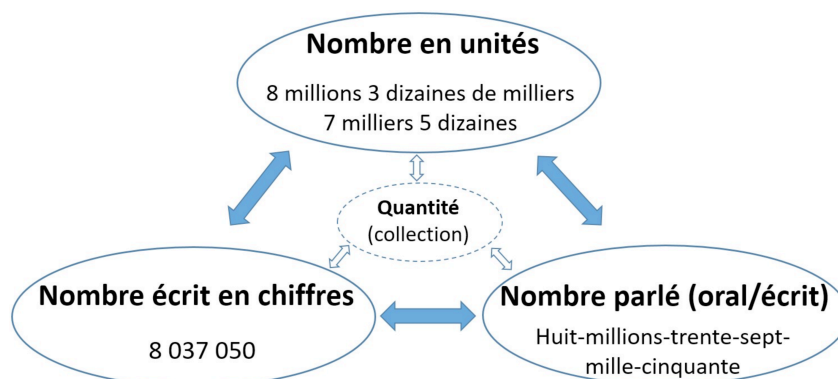 Nombre en unités
8 millions 3 dizaines de milliers
7 milliers 5 dizaines
Quantité
(collection)
Nombre écrit en chiffres
8 037 050
Nombre parlé (oral/écrit)
Huit-millions-trente-sept-
mille-cinquante